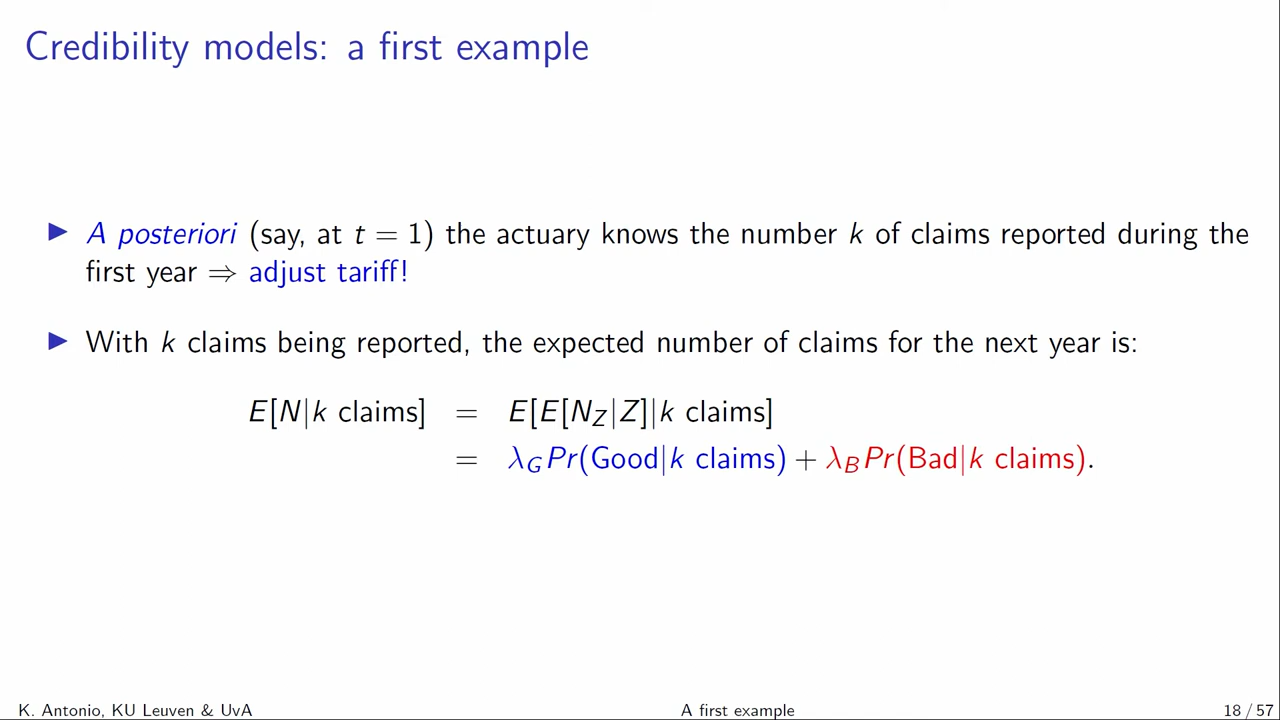 Credibility models: a first example
▶ A posteriori (say, at t = 1) the actuary knows the number k of claims reported during the
first year ⇒ adjust tariff!
▶ With k claims being reported, the expected number of claims for the next year is:
E[N|k claims] = E[E[N_Z|Z]|k claims]
= λ_G Pr(Good|k claims) + λ_B Pr(Bad|k claims).
K. Antonio, KU Leuven & UvA A first example 18 / 57